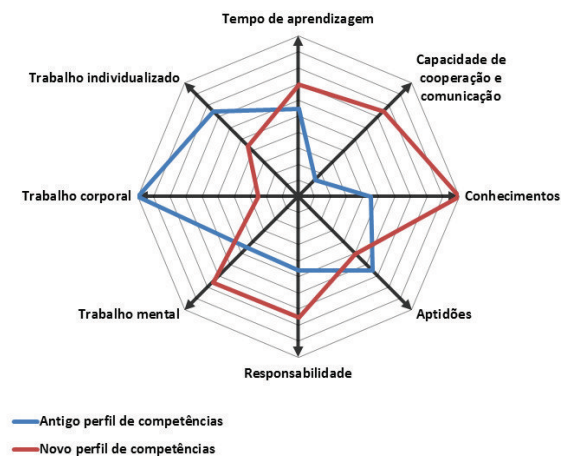 Tempo de aprendizagem
Capacidade de
cooperação e
comunicação
Trabalho individualizado
Trabalho corporal
Conhecimentos
Trabalho mental
Aptidões
Responsabilidade
Antigo perfil de competências
Novo perfil de competências